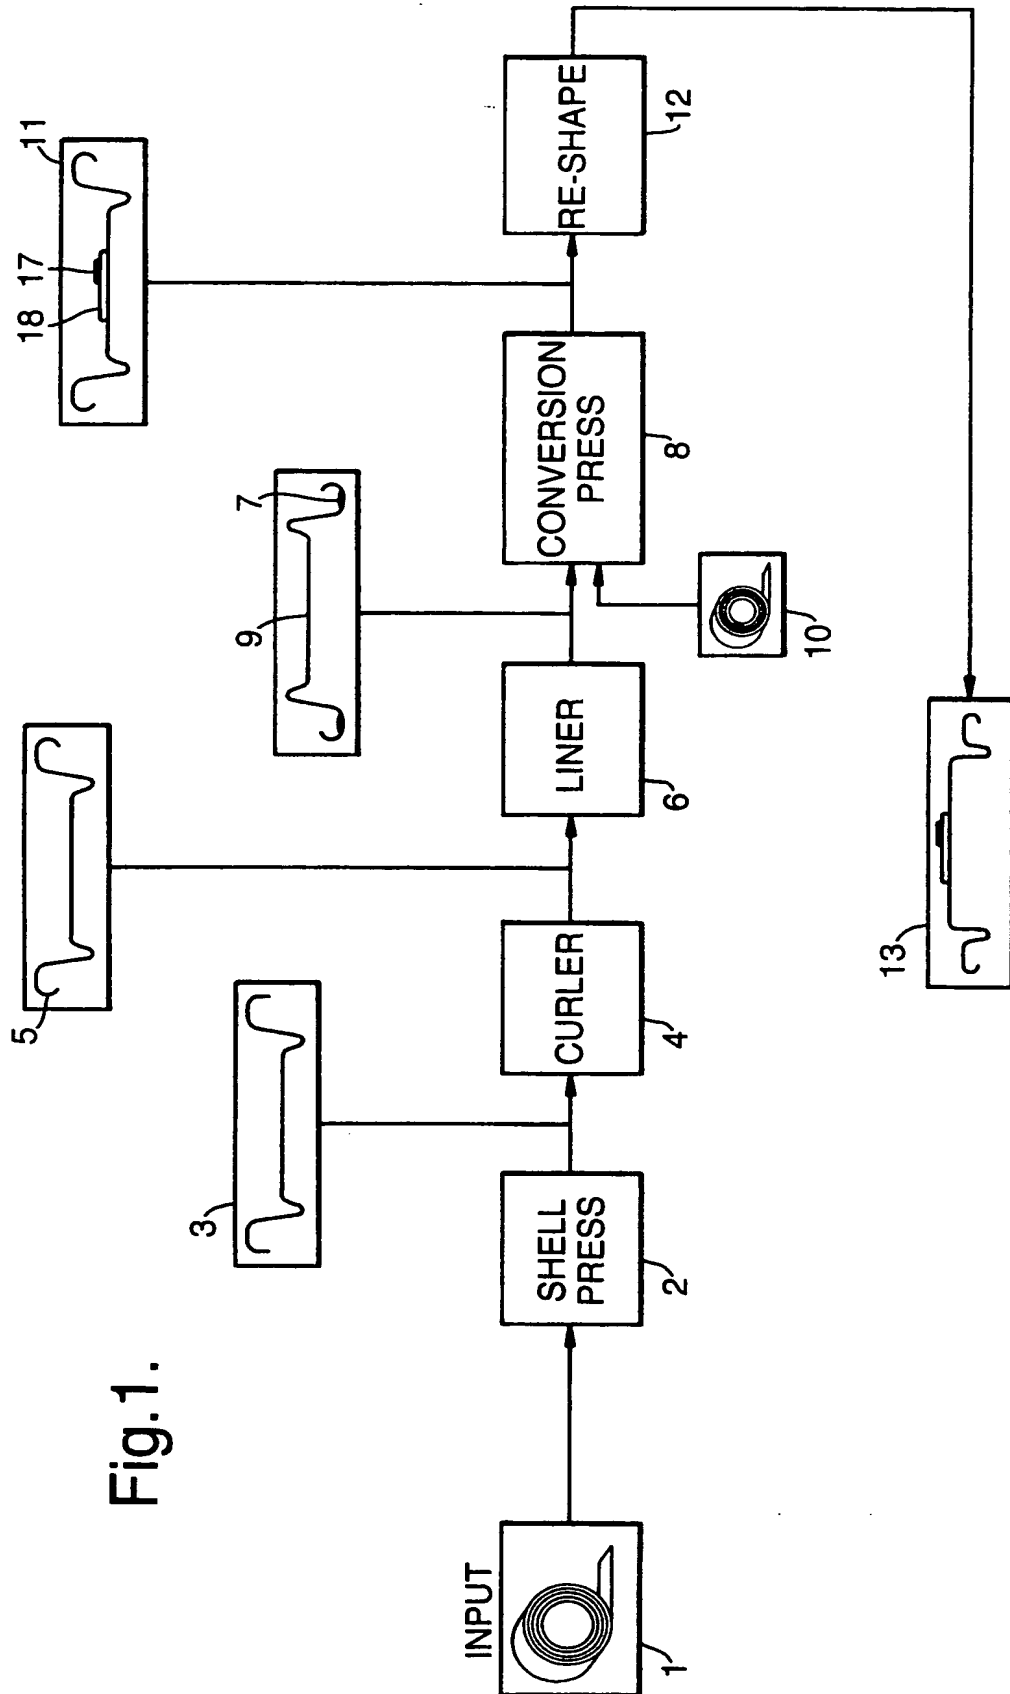 Fig.1.
INPUT
1
SHELL
PRESS
2
3
CURLER
4
5
LINER
6
7
9
CONVERSION
PRESS
8
10
11
17
18
RE-SHAPE
12
13